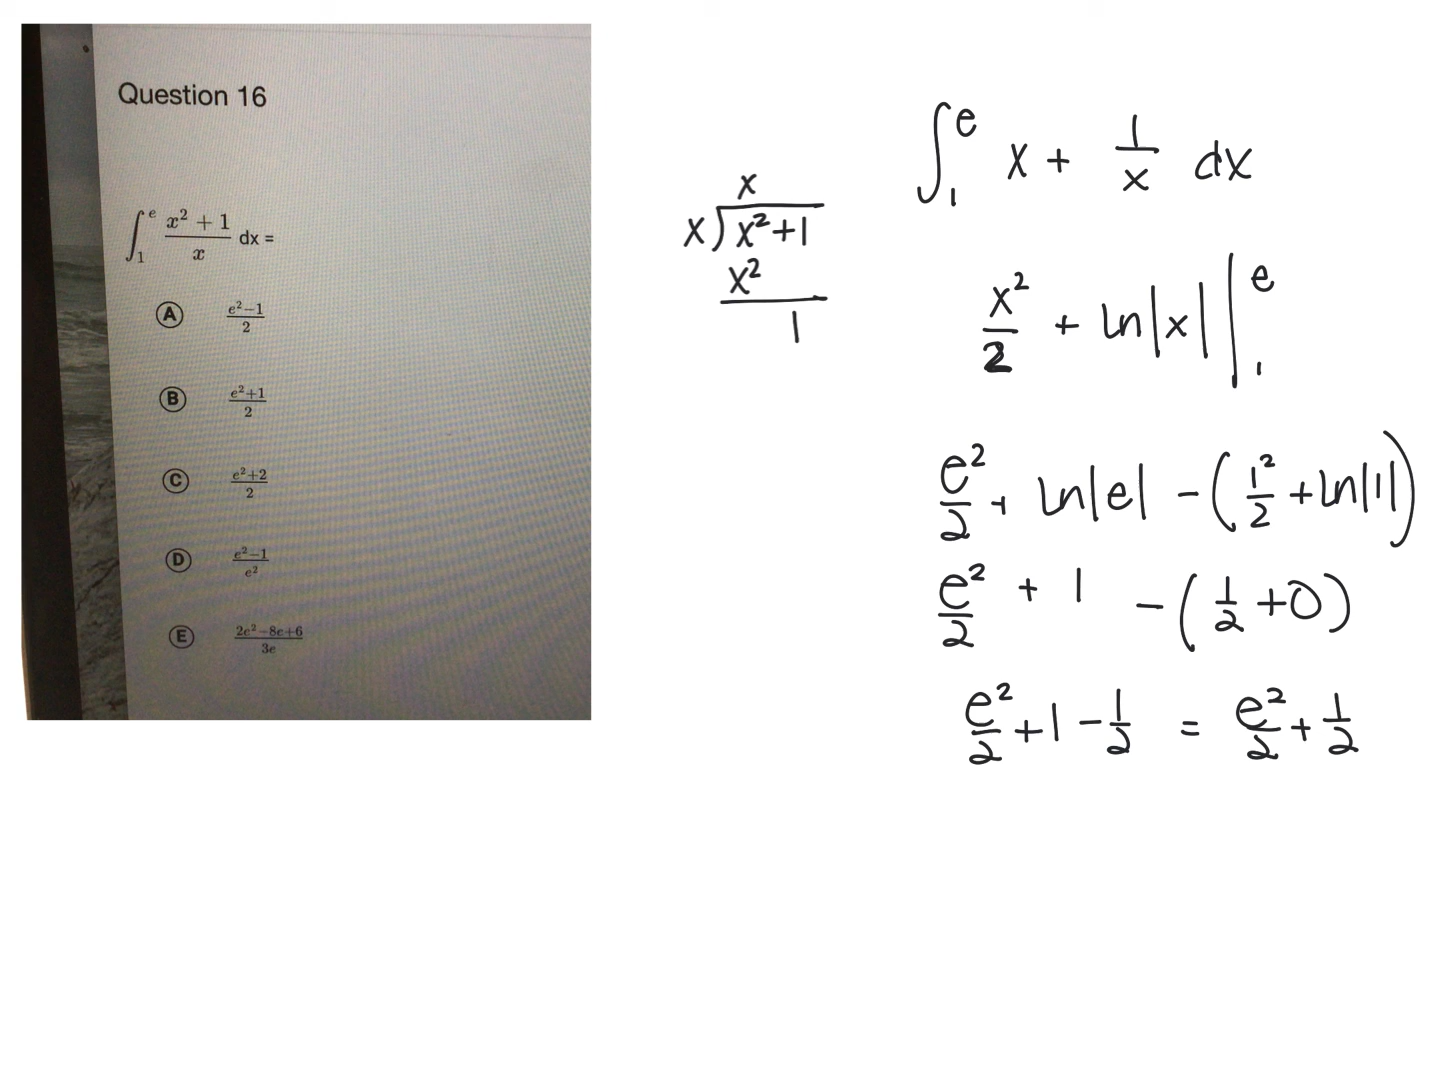 Question 16
∫₁ᵉ (x² + 1)/x dx =
A (e²−1)/2
B (e²+1)/2
C (e²+2)/2
D (e²−1)/e²
E (2e²−8e+6)/3e
x
x)x²+1
x²
1
∫₁ᵉ x + 1/x dx
x²/2 + ln|x| |₁ᵉ
e²/2 + ln|e| - (1²/2 + ln|1|)
e²/2 + 1 - (1/2 + 0)
e²/2 + 1 - 1/2 = e²/2 + 1/2